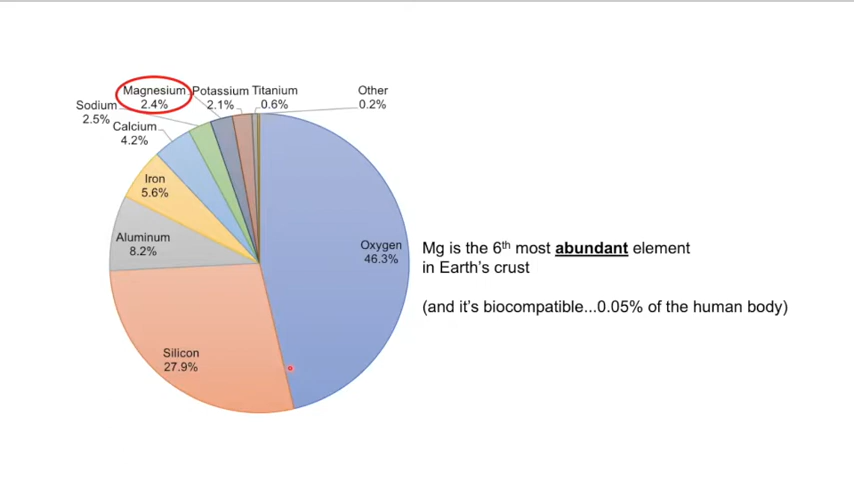 Magnesium
2.4%
Potassium
2.1%
Titanium
0.6%
Other
0.2%
Sodium
2.5%
Calcium
4.2%
Iron
5.6%
Aluminum
8.2%
Oxygen
46.3%
Silicon
27.9%
Mg is the 6th most abundant element
in Earth's crust
(and it's biocompatible...0.05% of the human body)